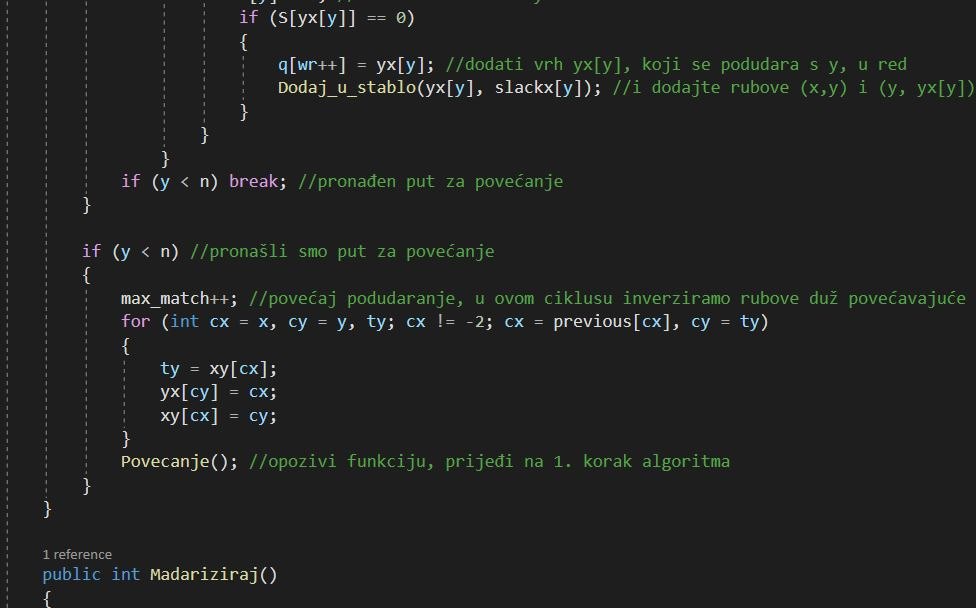 if (S[yx[y]] == 0)
{
q[wr++] = yx[y]; //dodati vrh yx[y], koji se podudara s y, u red
Dodaj_u_stablo(yx[y], slackx[y]); //i dodajte rubove (x,y) i (y, yx[y])
}
}
}
if (y < n) break; //pronađen put za povećanje
}
if (y < n) //pronašli smo put za povećanje
{
max_match++; //povećaj podudaranje, u ovom ciklusu inverziramo rubove duž povećavajuće
for (int cx = x, cy = y, ty; cx != -2; cx = previous[cx], cy = ty)
{
ty = xy[cx];
yx[cy] = cx;
xy[cx] = cy;
}
Povecanje(); //opozivi funkciju, prijeđi na 1. korak algoritma
}
}
1 reference
public int Madariziraj()
{